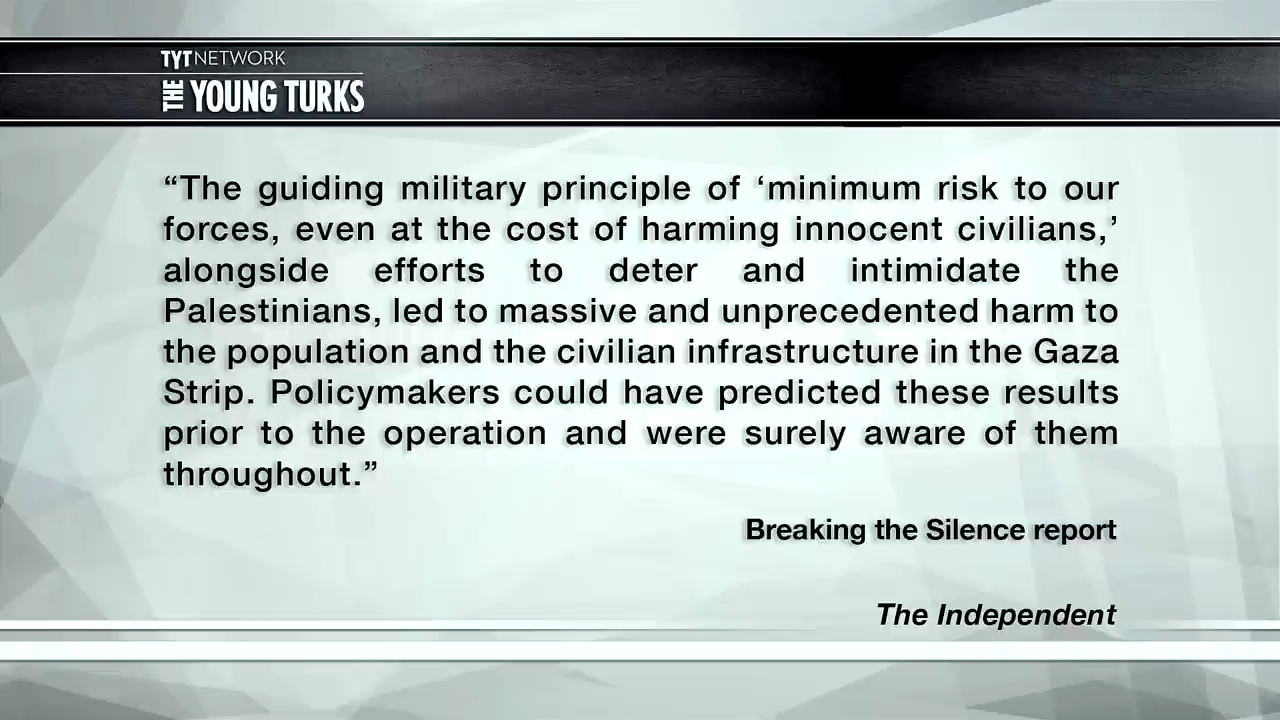 TYTNETWORK
THE YOUNG TURKS
“The guiding military principle of ‘minimum risk to our
forces, even at the cost of harming innocent civilians,’
alongside efforts to deter and intimidate the
Palestinians, led to massive and unprecedented harm to
the population and the civilian infrastructure in the Gaza
Strip. Policymakers could have predicted these results
prior to the operation and were surely aware of them
throughout.”
Breaking the Silence report
The Independent